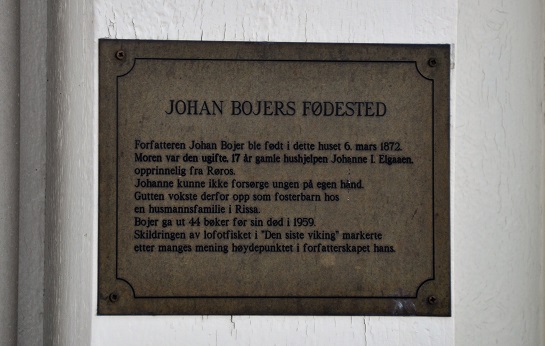 JOHAN BOJERS FØDESTED
Forfatteren Johan Bojer ble født i dette huset 6. mars 1872.
Moren var den ugifte, 17 år gamle hushjelpen Johanne I. Elgaaen,
opprinnelig fra Røros.
Johanne kunne ikke forsørge ungen på egen hånd.
Gutten vokste derfor opp som fosterbarn hos
en husmannsfamilie i Rissa.
Bojer ga ut 44 bøker før sin død i 1959.
Skildringen av lofotfisket i "Den siste viking" markerte
etter manges mening høydepunktet i forfatterskapet hans.